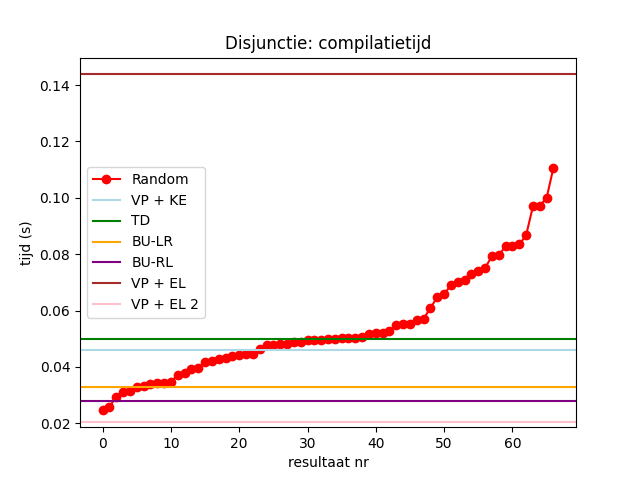 Disjunctie: compilatietijd
tijd (s)
0.14
0.12
0.10
0.08
0.06
0.04
0.02
Random
VP + KE
TD
BU-LR
BU-RL
VP + EL
VP + EL 2
0 10 20 30 40 50 60
resultaat nr